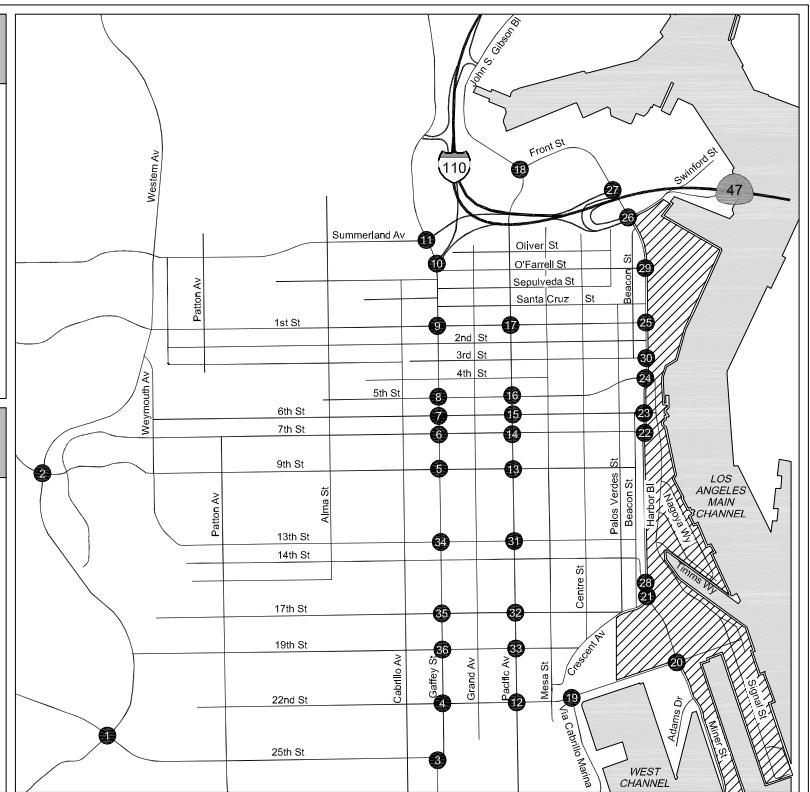 John S. Gibson Bl
Western Av
110
18
Front St
27
Swinford St
47
26
Summerland Av
11
Oliver St
10
O'Farrell St
29
Beacon St
Patton Av
Sepulveda St
Santa Cruz St
1st St
9
17
25
2nd St
3rd St
30
4th St
24
Weymouth Av
5th St
8
16
6th St
7
15
23
7th St
6
14
22
2
9th St
5
13
Patton Av
Alma St
Palos Verdes St
Beacon St
Harbor Bl
Nagoya Wy
LOS
ANGELES
MAIN
CHANNEL
13th St
34
31
14th St
Timms Wy
28
21
Centre St
17th St
35
32
19th St
36
33
Crescent Av
20
Cabrillo Av
Gaffey St
Grand Av
Pacific Av
Mesa St
22nd St
4
12
19
Via Cabrillo Marina
Adams Dr
Miner St
Signal St
1
25th St
3
WEST
CHANNEL